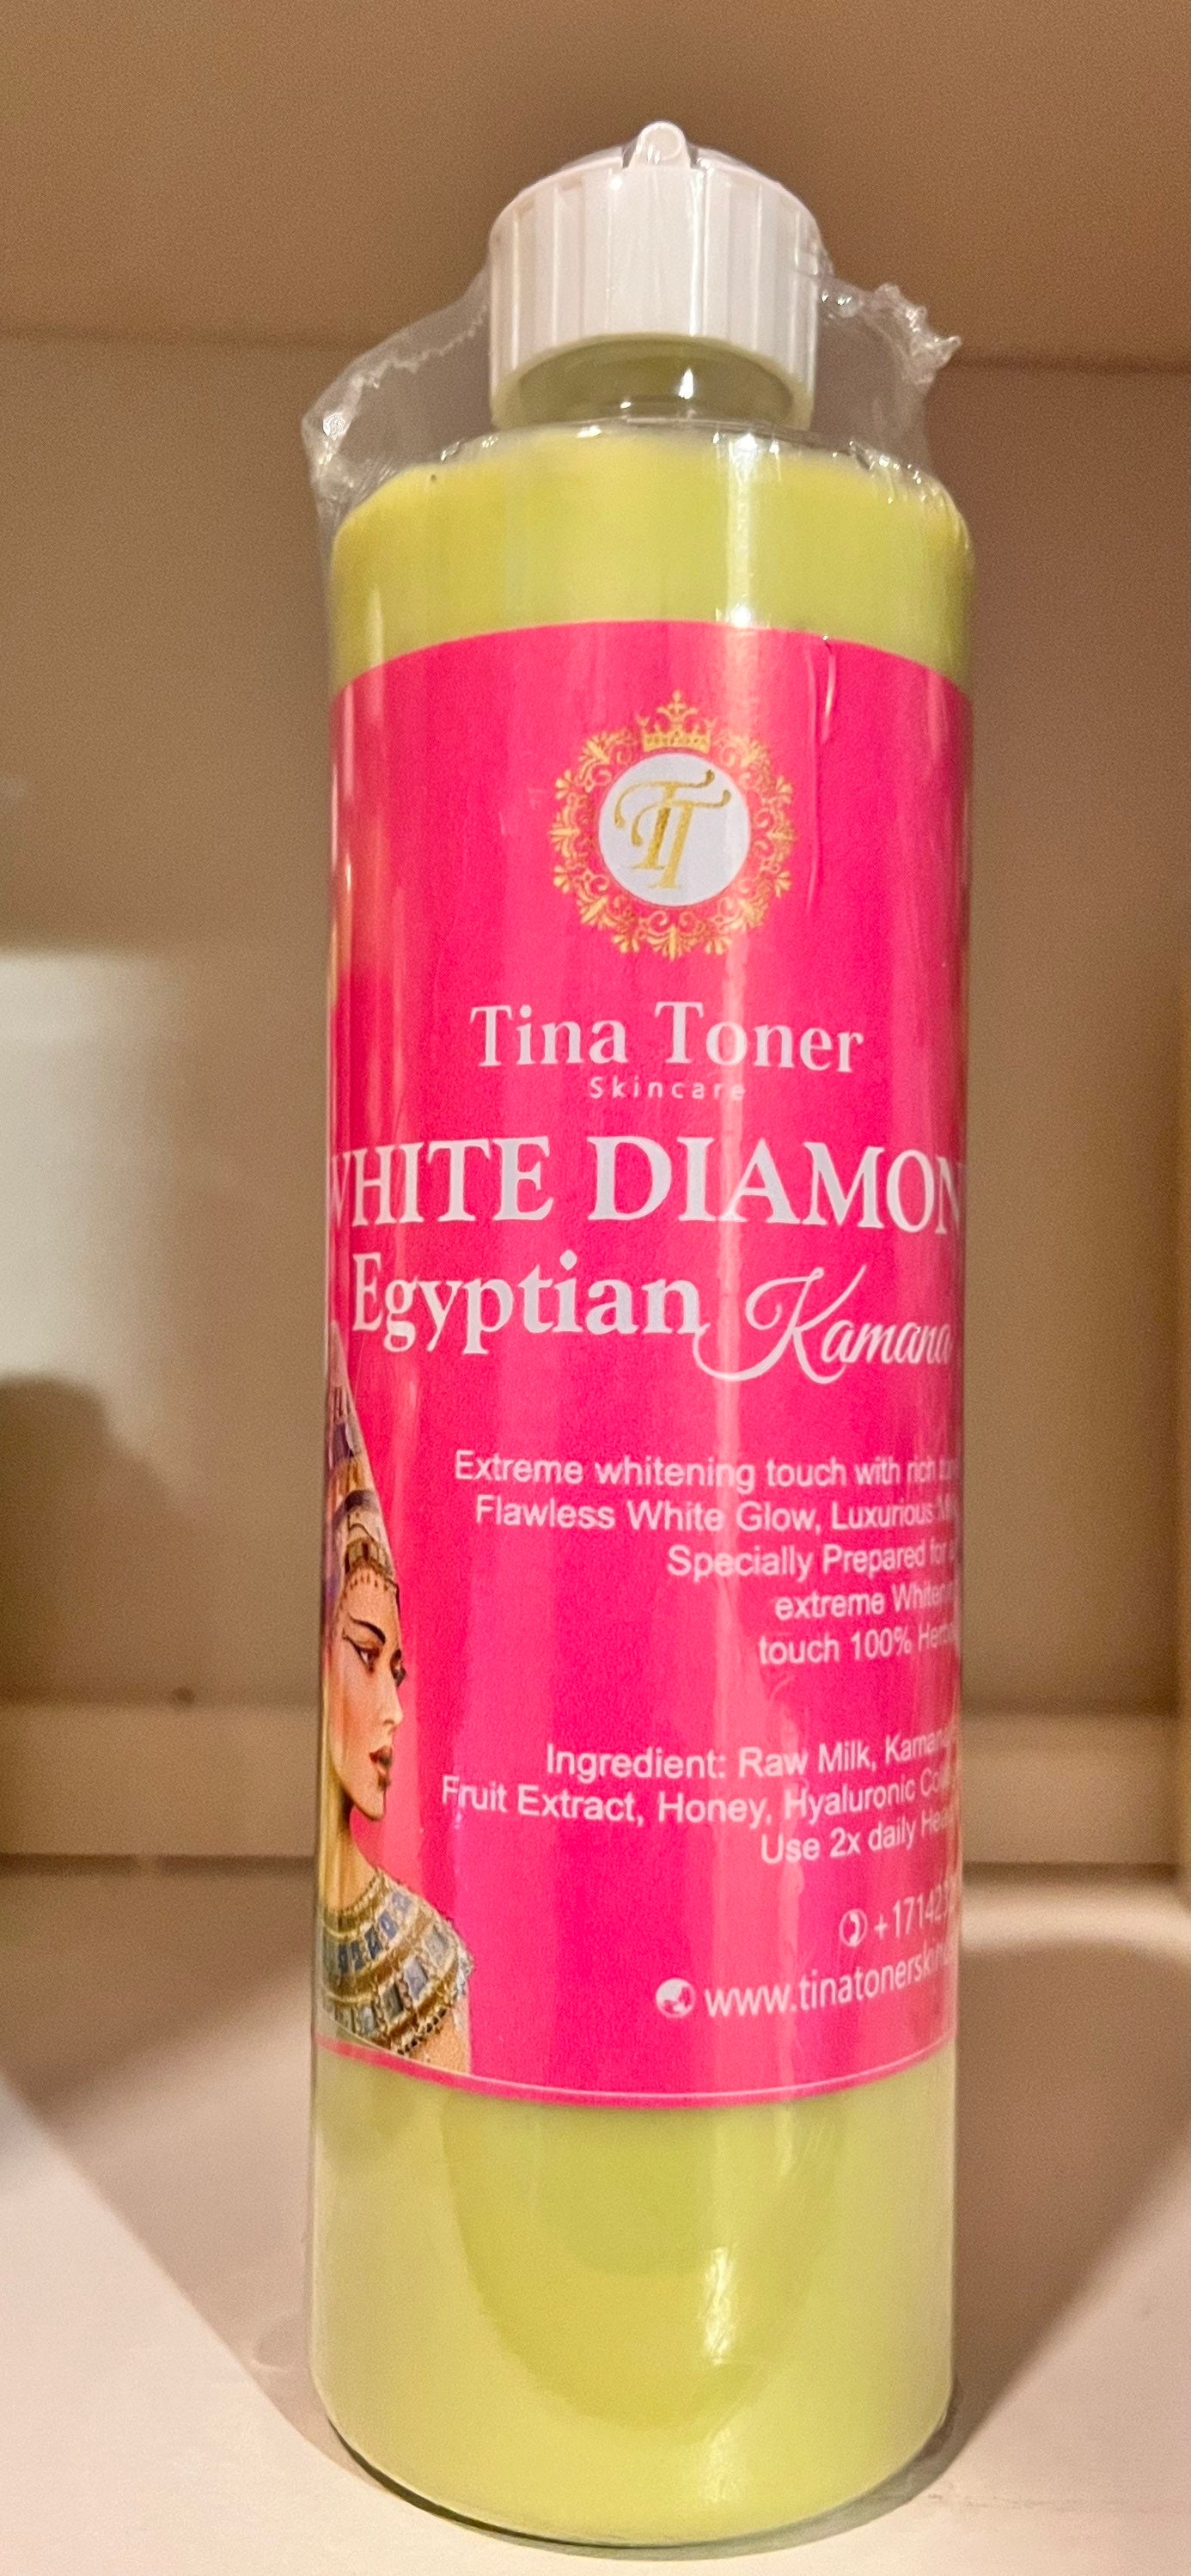 TT
Tina Toner
Skincare
WHITE DIAMON
Egyptian Kamana
Extreme whitening touch with rich
Flawless White Glow, Luxurious
Specially Prepared for
extreme
touch 100%
Ingredient: Raw Milk,
Fruit Extract, Honey, Hyaluronic
Use 2x daily
+171423
www.tinatonerskin